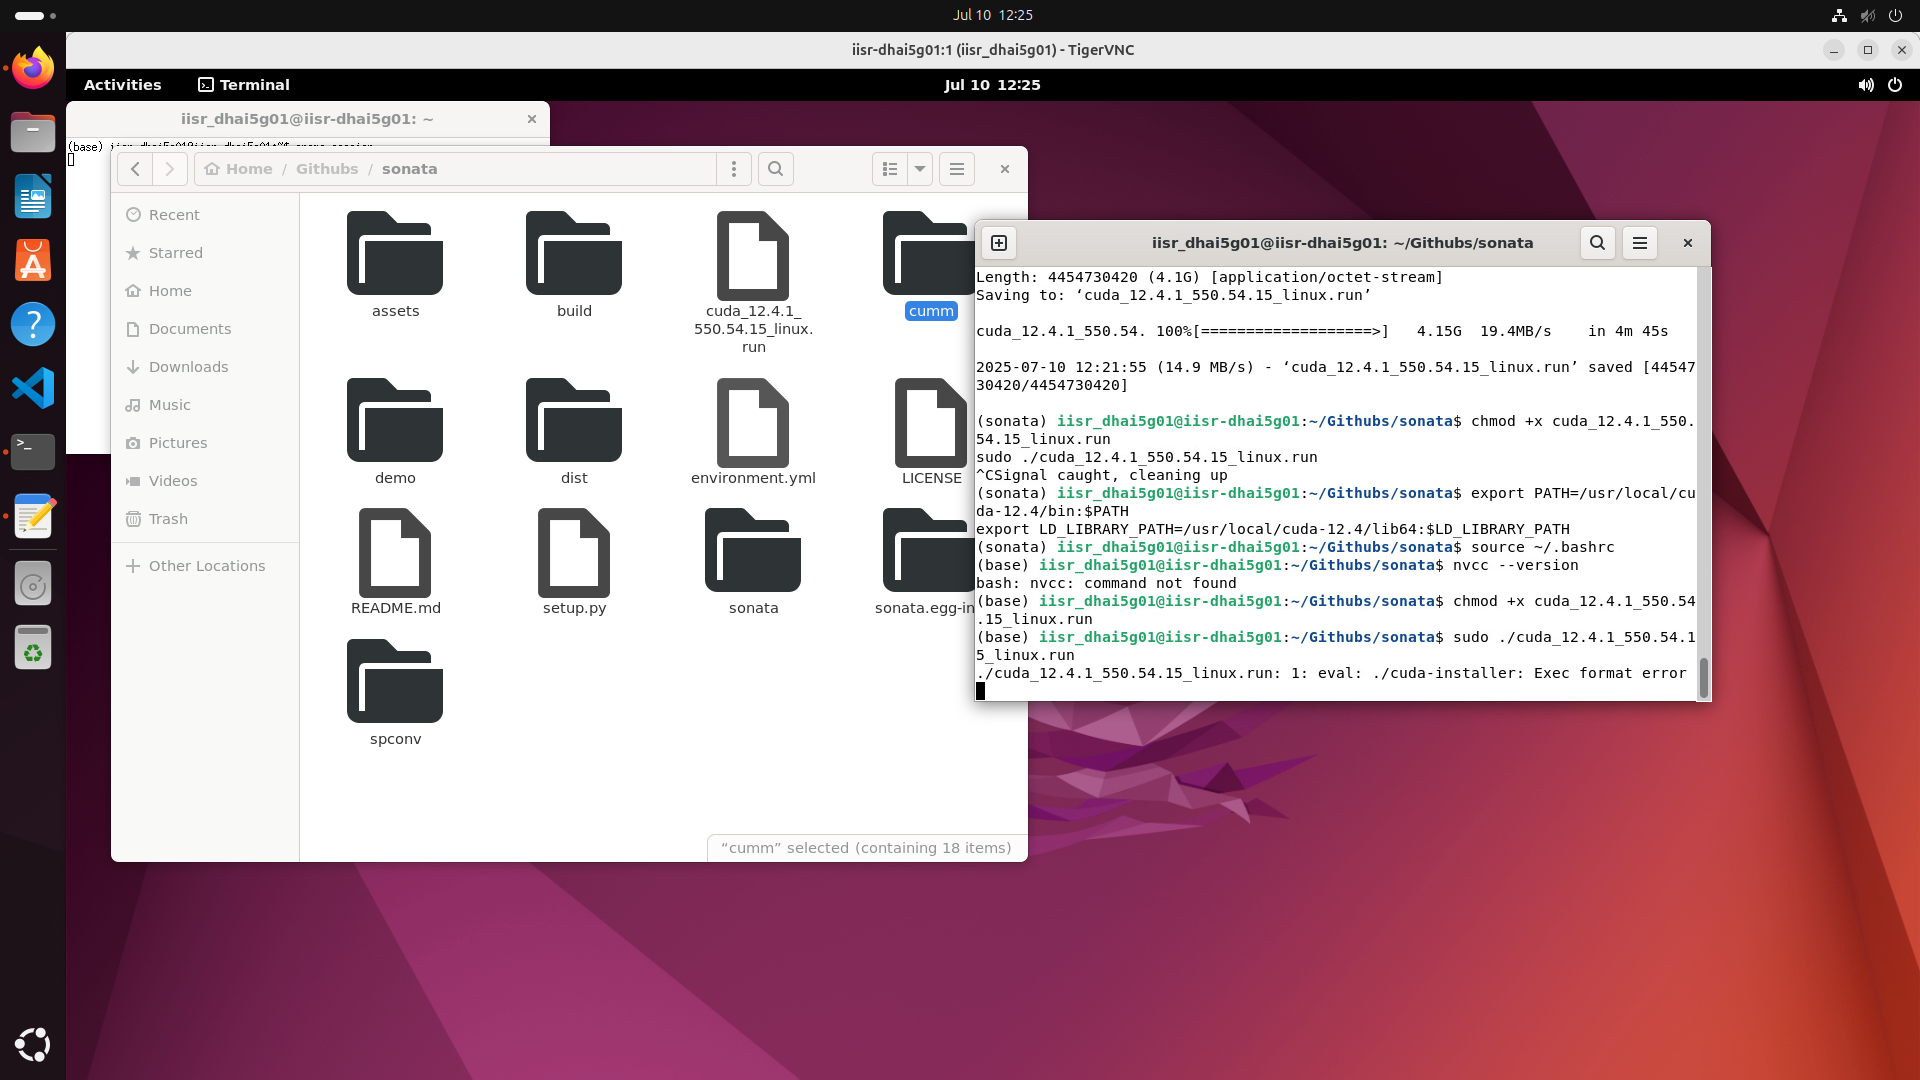 Jul 10 12:25
iisr-dhai5g01:1 (iisr_dhai5g01) - TigerVNC
Activities
Terminal
Jul 10 12:25
iisr_dhai5g01@iisr-dhai5g01: ~
(base)
Home / Githubs / sonata
Recent
Starred
Home
Documents
Downloads
Music
Pictures
Videos
Trash
Other Locations
assets
build
cuda_12.4.1_
550.54.15_linux.
run
cumm
demo
dist
environment.yml
LICENSE
README.md
setup.py
sonata
sonata.egg-in
spconv
“cumm” selected (containing 18 items)
iisr_dhai5g01@iisr-dhai5g01: ~/Githubs/sonata
Length: 4454730420 (4.1G) [application/octet-stream]
Saving to: ‘cuda_12.4.1_550.54.15_linux.run’
cuda_12.4.1_550.54. 100%[===================>]   4.15G  19.4MB/s    in 4m 45s
2025-07-10 12:21:55 (14.9 MB/s) - ‘cuda_12.4.1_550.54.15_linux.run’ saved [44547
30420/4454730420]
(sonata) iisr_dhai5g01@iisr-dhai5g01:~/Githubs/sonata$ chmod +x cuda_12.4.1_550.
54.15_linux.run
sudo ./cuda_12.4.1_550.54.15_linux.run
^CSignal caught, cleaning up
(sonata) iisr_dhai5g01@iisr-dhai5g01:~/Githubs/sonata$ export PATH=/usr/local/cu
da-12.4/bin:$PATH
export LD_LIBRARY_PATH=/usr/local/cuda-12.4/lib64:$LD_LIBRARY_PATH
(sonata) iisr_dhai5g01@iisr-dhai5g01:~/Githubs/sonata$ source ~/.bashrc
(base) iisr_dhai5g01@iisr-dhai5g01:~/Githubs/sonata$ nvcc --version
bash: nvcc: command not found
(base) iisr_dhai5g01@iisr-dhai5g01:~/Githubs/sonata$ chmod +x cuda_12.4.1_550.54
.15_linux.run
(base) iisr_dhai5g01@iisr-dhai5g01:~/Githubs/sonata$ sudo ./cuda_12.4.1_550.54.1
5_linux.run
./cuda_12.4.1_550.54.15_linux.run: 1: eval: ./cuda-installer: Exec format error